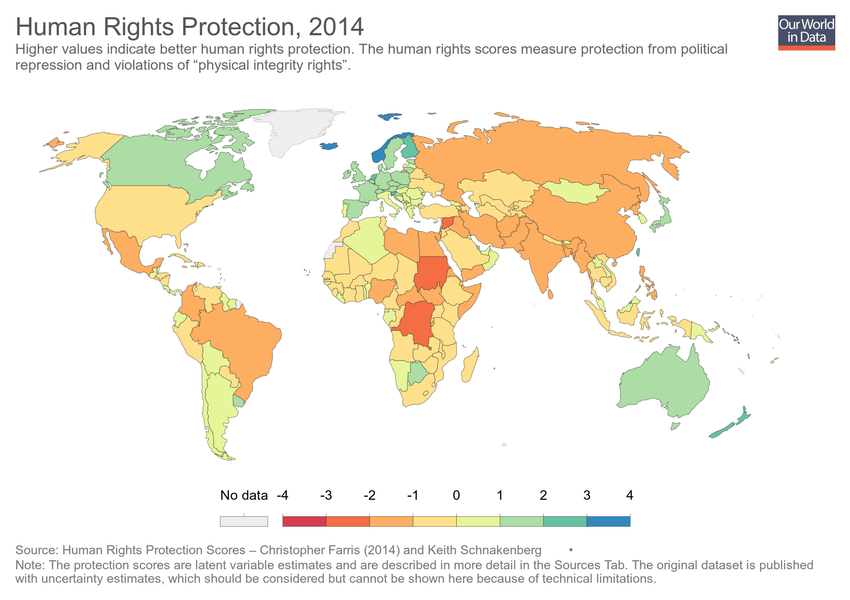 Human Rights Protection, 2014
Our World
in Data
Higher values indicate better human rights protection. The human rights scores measure protection from political
repression and violations of “physical integrity rights”.
No data -4 -3 -2 -1 0 1 2 3 4
Source: Human Rights Protection Scores – Christopher Farris (2014) and Keith Schnakenberg •
Note: The protection scores are latent variable estimates and are described in more detail in the Sources Tab. The original dataset is published
with uncertainty estimates, which should be considered but cannot be shown here because of technical limitations.